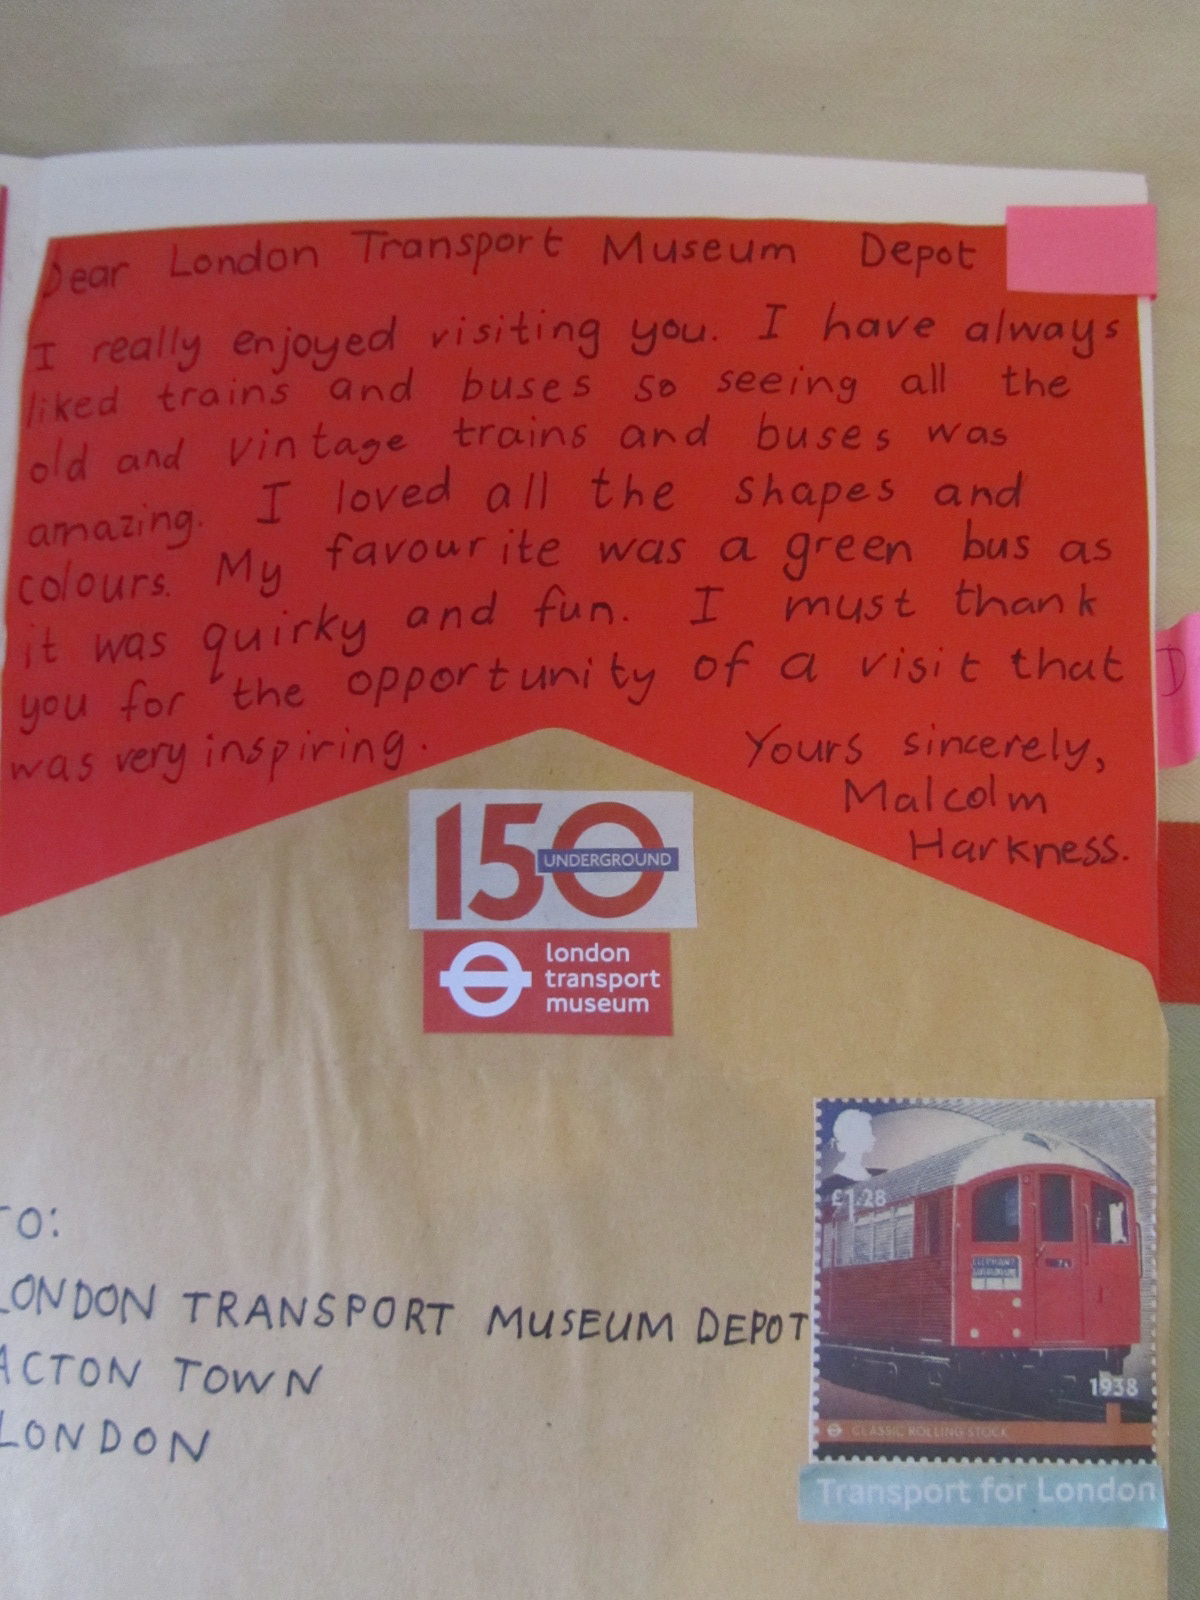 Dear London Transport Museum Depot
I really enjoyed visiting you. I have always
liked trains and buses so seeing all the
old and vintage trains and buses was
amazing. I loved all the shapes and
colours. My favourite was a green bus as
it was quirky and fun. I must thank
you for the opportunity of a visit that
was very inspiring.
Yours sincerely,
Malcolm
Harkness.
150
UNDERGROUND
london
transport
museum
£1.28
ELEPHANT
1938
CLASSIC ROLLING STOCK
Transport for London
TO:
LONDON TRANSPORT MUSEUM DEPOT
ACTON TOWN
LONDON